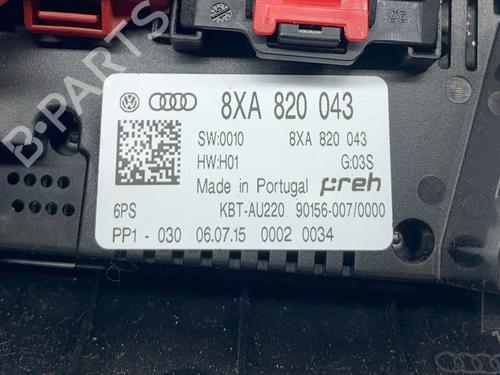 8XA 820 043
SW:0010 8XA 820 043
HW:H01 G:03S
Made in Portugal Preh
6PS KBT-AU220 90156-007/0000
PP1 - 030 06.07.15 0002 0034
B-PARTS